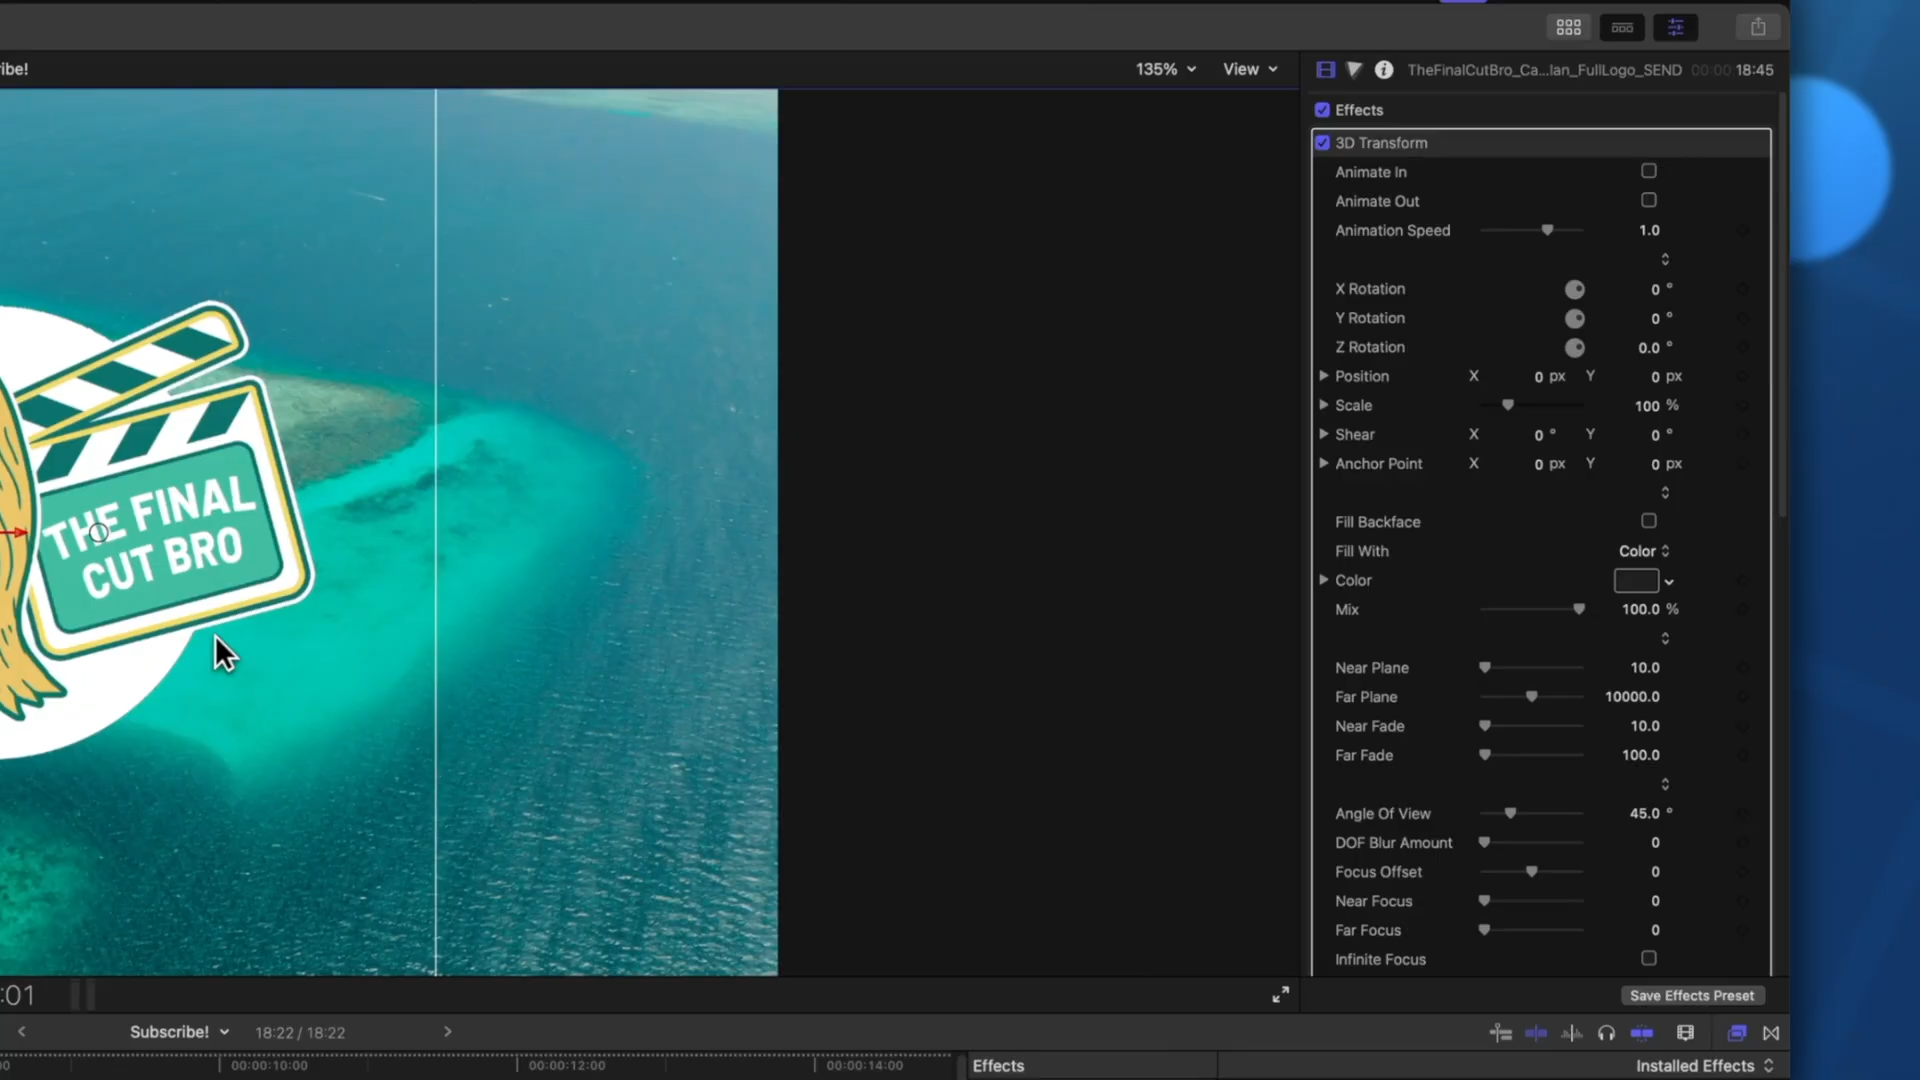 ibe!
135%
View
TheFinalCutBro_Ca...lan_FullLogo_SEND
00:00 18:45
Effects
3D Transform
Animate In
Animate Out
Animation Speed 1.0
X Rotation 0 °
Y Rotation 0 °
Z Rotation 0.0 °
Position X 0 px Y 0 px
Scale 100 %
Shear X 0 ° Y 0 °
Anchor Point X 0 px Y 0 px
Fill Backface
Fill With Color
Color
Mix 100.0 %
Near Plane 10.0
Far Plane 10000.0
Near Fade 10.0
Far Fade 100.0
Angle Of View 45.0 °
DOF Blur Amount 0
Focus Offset 0
Near Focus 0
Far Focus 0
Infinite Focus
THE FINAL
CUT BRO
:01
Save Effects Preset
Subscribe!
18:22 / 18:22
00:00:10:00
00:00:12:00
00:00:14:00
Effects
Installed Effects